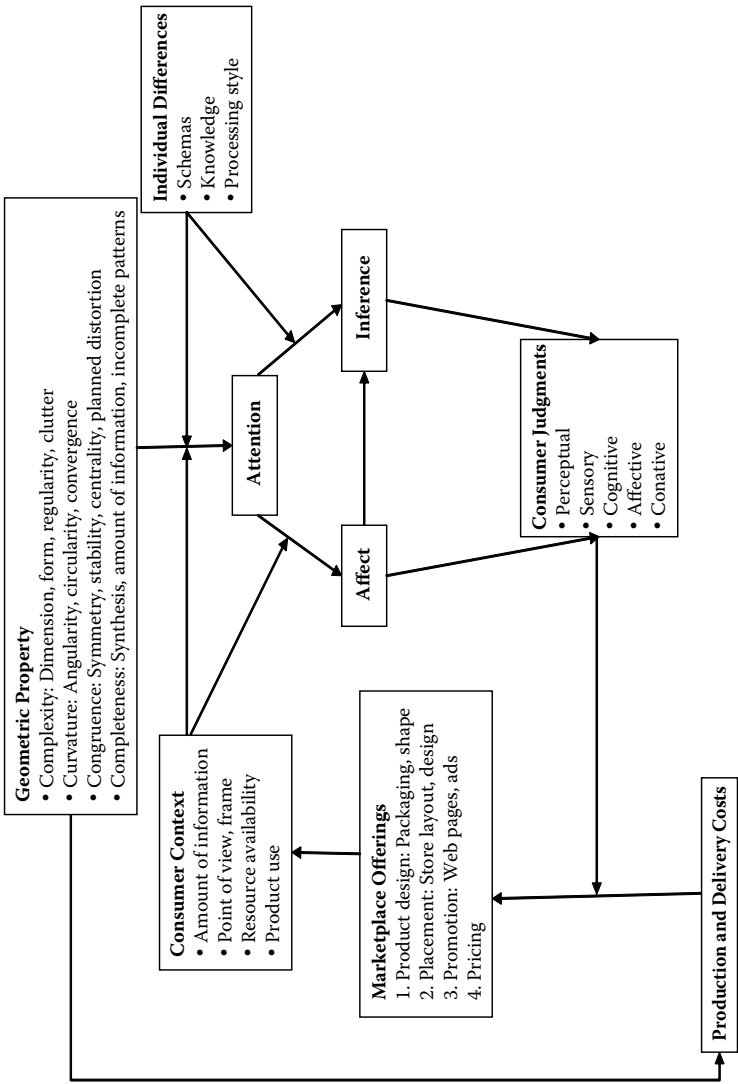 Geometric Property
• Complexity: Dimension, form, regularity, clutter
• Curvature: Angularity, circularity, convergence
• Congruence: Symmetry, stability, centrality, planned distortion
• Completeness: Synthesis, amount of information, incomplete patterns
Individual Differences
• Schemas
• Knowledge
• Processing style
Consumer Context
• Amount of information
• Point of view, frame
• Resource availability
• Product use
Attention
Affect
Inference
Marketplace Offerings
1. Product design: Packaging, shape
2. Placement: Store layout, design
3. Promotion: Web pages, ads
4. Pricing
Consumer Judgments
• Perceptual
• Sensory
• Cognitive
• Affective
• Conative
Production and Delivery Costs